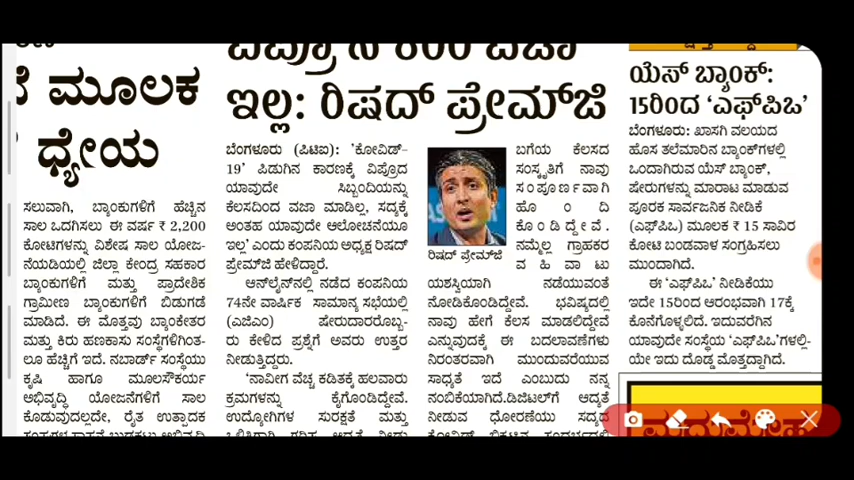 ಮೂಲಕ
ಧ್ಯೇಯ
ಸಲುವಾಗಿ, ಬ್ಯಾಂಕುಗಳಿಗೆ ಹೆಚ್ಚಿನ
ಸಾಲ ಒದಗಿಸಲು ಈ ವರ್ಷ ₹ 2,200
ಕೋಟಿಗಳನ್ನು ವಿಶೇಷ ಸಾಲ ಯೋಜ-
ನೆಯಡಿಯಲ್ಲಿ ಜಿಲ್ಲಾ ಕೇಂದ್ರ ಸಹಕಾರ
ಬ್ಯಾಂಕುಗಳಿಗೆ ಮತ್ತು ಪ್ರಾದೇಶಿಕ
ಗ್ರಾಮೀಣ ಬ್ಯಾಂಕುಗಳಿಗೆ ಬಿಡುಗಡೆ
ಮಾಡಿದೆ. ಈ ಮೊತ್ತವು ಬ್ಯಾಂಕೇತರ
ಮತ್ತು ಕಿರು ಹಣಕಾಸು ಸಂಸ್ಥೆಗಳಿಗಿಂತ-
ಲೂ ಹೆಚ್ಚಿಗೆ ಇದೆ. ನಬಾರ್ಡ್ ಸಂಸ್ಥೆಯು
ಕೃಷಿ ಹಾಗೂ ಮೂಲಸೌಕರ್ಯ
ಅಭಿವೃದ್ಧಿ ಯೋಜನೆಗಳಿಗೆ ಸಾಲ
ಕೊಡುವುದಲ್ಲದೇ, ರೈತ ಉತ್ಪಾದಕ
ಇಲ್ಲ: ರಿಷದ್ ಪ್ರೇಮ್‌ಜಿ
ಬೆಂಗಳೂರು (ಪಿಟಿಐ): 'ಕೋವಿಡ್-
19' ಪಿಡುಗಿನ ಕಾರಣಕ್ಕೆ ವಿಪ್ರೊದ
ಯಾವುದೇ ಸಿಬ್ಬಂದಿಯನ್ನು
ಕೆಲಸದಿಂದ ವಜಾ ಮಾಡಿಲ್ಲ, ಸದ್ಯಕ್ಕೆ
ಅಂತಹ ಯಾವುದೇ ಆಲೋಚನೆಯೂ
ಇಲ್ಲ' ಎಂದು ಕಂಪನಿಯ ಅಧ್ಯಕ್ಷ ರಿಷದ್
ಪ್ರೇಮ್‌ಜಿ ಹೇಳಿದ್ದಾರೆ.
ಆನ್‌ಲೈನ್‌ನಲ್ಲಿ ನಡೆದ ಕಂಪನಿಯ
74ನೇ ವಾರ್ಷಿಕ ಸಾಮಾನ್ಯ ಸಭೆಯಲ್ಲಿ
(ಎಜಿಎಂ) ಷೇರುದಾರರೊಬ್ಬ-
ರು ಕೇಳಿದ ಪ್ರಶ್ನೆಗೆ ಅವರು ಉತ್ತರ
ನೀಡುತ್ತಿದ್ದರು.
'ನಾವೀಗ ವೆಚ್ಚ ಕಡಿತಕ್ಕೆ ಹಲವಾರು
ಕ್ರಮಗಳನ್ನು ಕೈಗೊಂಡಿದ್ದೇವೆ.
ಉದ್ಯೋಗಿಗಳ ಸುರಕ್ಷತೆ ಮತ್ತು
ರಿಷದ್ ಪ್ರೇಮ್‌ಜಿ
ಬಗೆಯ ಕೆಲಸದ
ಸಂಸ್ಕೃತಿಗೆ ನಾವು
ಸಂಪೂರ್ಣವಾಗಿ
ಹೊಂದಿ
ಕೊಂಡಿದ್ದೇವೆ.
ನಮ್ಮೆಲ್ಲ ಗ್ರಾಹಕರ
ವಹಿವಾಟು
ಯಶಸ್ವಿಯಾಗಿ ನಡೆಯುವಂತೆ
ನೋಡಿಕೊಂಡಿದ್ದೇವೆ. ಭವಿಷ್ಯದಲ್ಲಿ
ನಾವು ಹೇಗೆ ಕೆಲಸ ಮಾಡಲಿದ್ದೇವೆ
ಎನ್ನುವುದಕ್ಕೆ ಈ ಬದಲಾವಣೆಗಳು
ನಿರಂತರವಾಗಿ ಮುಂದುವರೆಯುವ
ಸಾಧ್ಯತೆ ಇದೆ ಎಂಬುದು ನನ್ನ
ನಂಬಿಕೆಯಾಗಿದೆ.ಡಿಜಿಟಲ್‌ಗೆ ಆದ್ಯತೆ
ನೀಡುವ ಧೋರಣೆಯು ಸದ್ಯದ
ಯೆಸ್ ಬ್ಯಾಂಕ್:
15ರಿಂದ 'ಎಫ್‌ಪಿಒ'
ಬೆಂಗಳೂರು: ಖಾಸಗಿ ವಲಯದ
ಹೊಸ ತಲೆಮಾರಿನ ಬ್ಯಾಂಕ್‌ಗಳಲ್ಲಿ
ಒಂದಾಗಿರುವ ಯೆಸ್ ಬ್ಯಾಂಕ್,
ಷೇರುಗಳನ್ನು ಮಾರಾಟ ಮಾಡುವ
ಪೂರಕ ಸಾರ್ವಜನಿಕ ನೀಡಿಕೆ
(ಎಫ್‌ಪಿಒ) ಮೂಲಕ ₹ 15 ಸಾವಿರ
ಕೋಟಿ ಬಂಡವಾಳ ಸಂಗ್ರಹಿಸಲು
ಮುಂದಾಗಿದೆ.
ಈ 'ಎಫ್‌ಪಿಒ' ನೀಡಿಕೆಯು
ಇದೇ 15ರಿಂದ ಆರಂಭವಾಗಿ 17ಕ್ಕೆ
ಕೊನೆಗೊಳ್ಳಲಿದೆ. ಇದುವರೆಗಿನ
ಯಾವುದೇ ಸಂಸ್ಥೆಯ 'ಎಫ್‌ಪಿಒ'ಗಳಲ್ಲಿ-
ಯೇ ಇದು ದೊಡ್ಡ ಮೊತ್ತದ್ದಾಗಿದೆ.